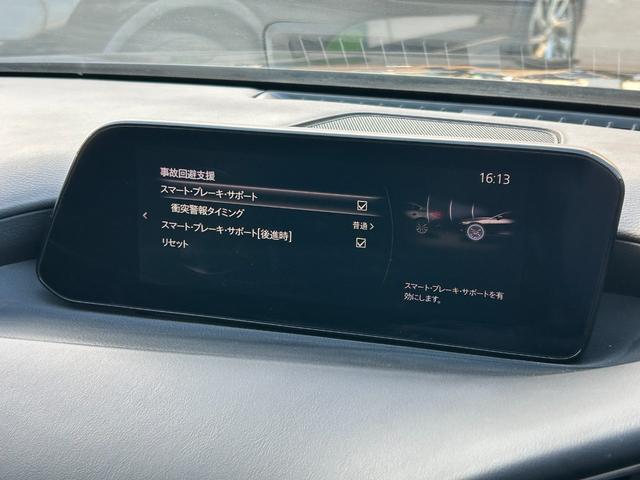 事故回避支援
16:13
スマート・ブレーキ・サポート
衝突警報タイミング
普通
スマート・ブレーキ・サポート[後進時]
リセット
スマート・ブレーキ・サポートを有
効にします。